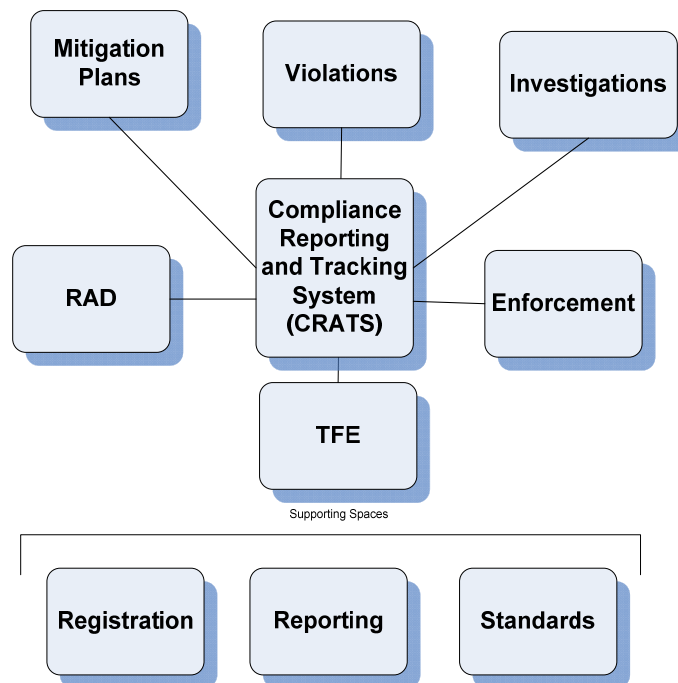 Mitigation
Plans
Violations
Investigations
Compliance
Reporting
and Tracking
System
(CRATS)
RAD
Enforcement
TFE
Supporting Spaces
Registration
Reporting
Standards